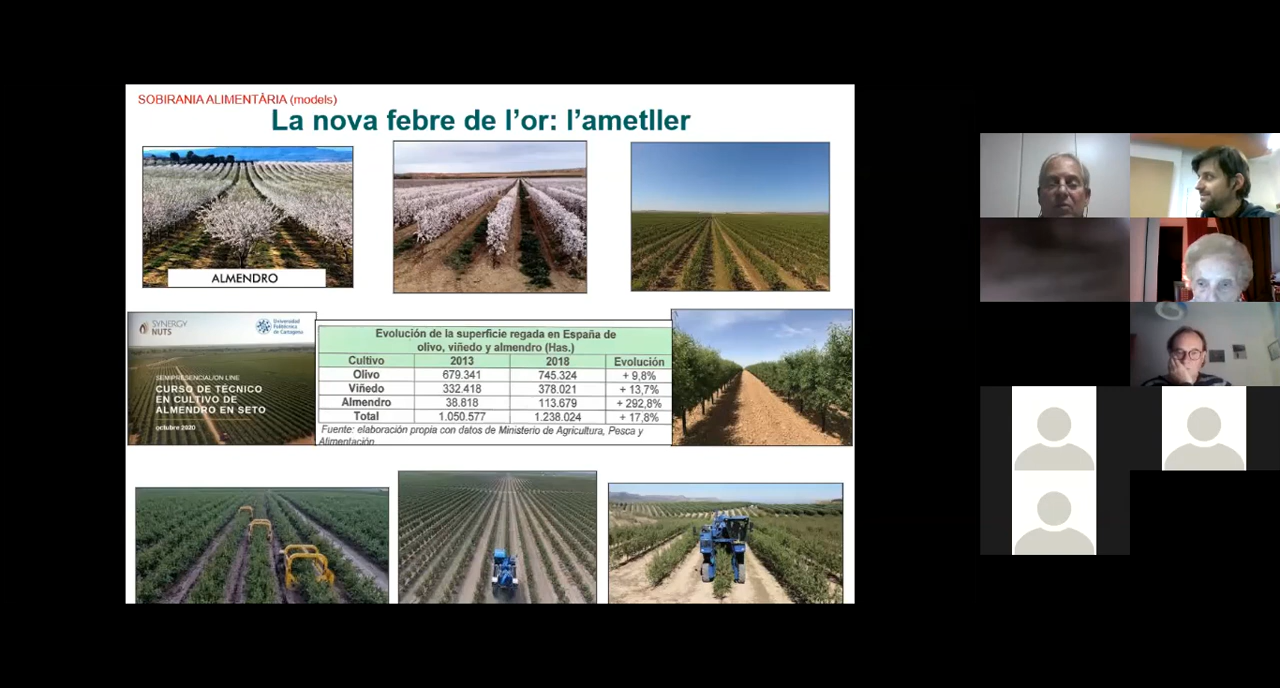 SOBIRANIA ALIMENTÀRIA (models)
La nova febre de l'or: l'ametller
ALMENDRO
SYNERGY
NUTS
Universidad
Politécnica
de Cartagena
SEMIPRESENCIAL/ON LINE
CURSO DE TÉCNICO
EN CULTIVO DE
ALMENDRO EN SETO
octubre 2020
Evolución de la superficie regada en España de
olivo, viñedo y almendro (Has.)
Cultivo 2013 2018 Evolución
Olivo 679.341 745.324 + 9,8%
Viñedo 332.418 378.021 + 13,7%
Almendro 38.818 113.679 + 292,8%
Total 1.050.577 1.238.024 + 17,8%
Fuente: elaboración propia con datos de Ministerio de Agricultura, Pesca y
Alimentación